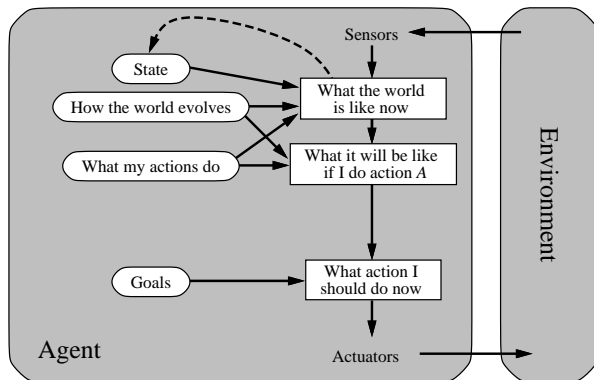 Sensors
State
What the world
is like now
How the world evolves
What my actions do
What it will be like
if I do action A
Goals
What action I
should do now
Agent
Actuators
Environment